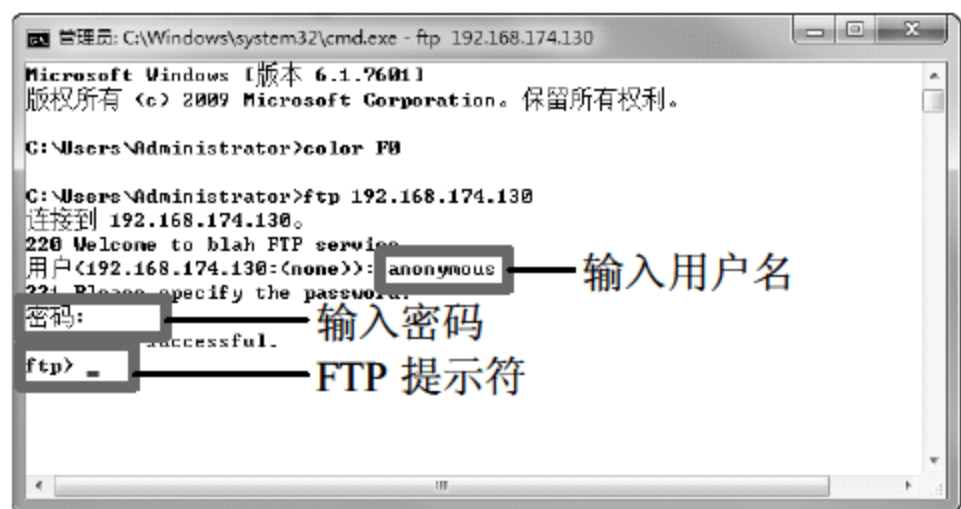 管理员: C:\Windows\system32\cmd.exe - ftp 192.168.174.130
Microsoft Windows [版本 6.1.7601]
版权所有 (c) 2009 Microsoft Corporation。保留所有权利。
C:\Users\Administrator>color F0
C:\Users\Administrator>ftp 192.168.174.130
连接到 192.168.174.130。
220 Welcome to blah FTP service.
用户(192.168.174.130:(none)): anonymous
输入用户名
331 Please specify the password.
密码:
输入密码
successful.
ftp>
FTP 提示符